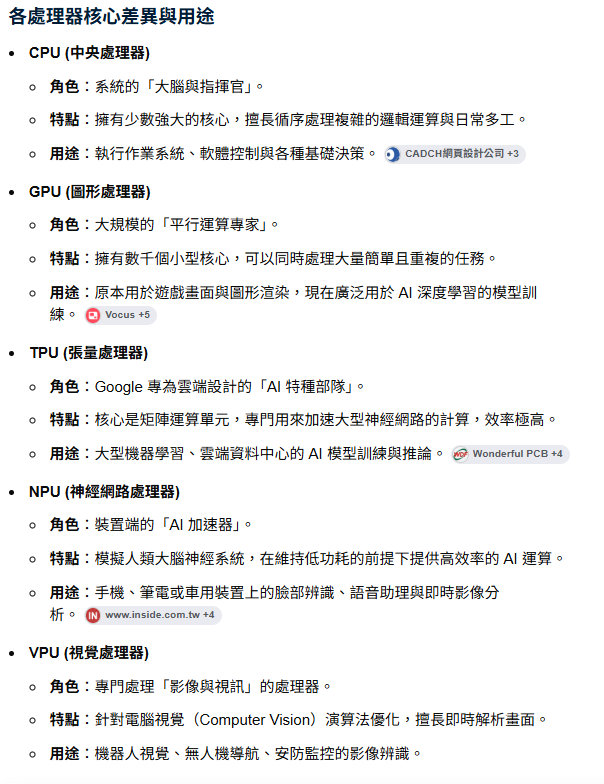 各處理器核心差異與用途
CPU (中央處理器)
角色：系統的「大腦與指揮官」。
特點：擁有少數強大的核心，擅長循序處理複雜的邏輯運算與日常多工。
用途：執行作業系統、軟體控制與各種基礎決策。 CADCH網頁設計公司 +3
GPU (圖形處理器)
角色：大規模的「平行運算專家」。
特點：擁有數千個小型核心，可以同時處理大量簡單且重複的任務。
用途：原本用於遊戲畫面與圖形渲染，現在廣泛用於 AI 深度學習的模型訓
練。 Vocus +5
TPU (張量處理器)
角色：Google 專為雲端設計的「AI 特種部隊」。
特點：核心是矩陣運算單元，專門用來加速大型神經網路的計算，效率極高。
用途：大型機器學習、雲端資料中心的 AI 模型訓練與推論。 Wonderful PCB +4
NPU (神經網路處理器)
角色：裝置端的「AI 加速器」。
特點：模擬人類大腦神經系統，在維持低功耗的前提下提供高效率的 AI 運算。
用途：手機、筆電或車用裝置上的臉部辨識、語音助理與即時影像分
析。 IN www.inside.com.tw +4
VPU (視覺處理器)
角色：專門處理「影像與視訊」的處理器。
特點：針對電腦視覺（Computer Vision）演算法優化，擅長即時解析畫面。
用途：機器人視覺、無人機導航、安防監控的影像辨識。